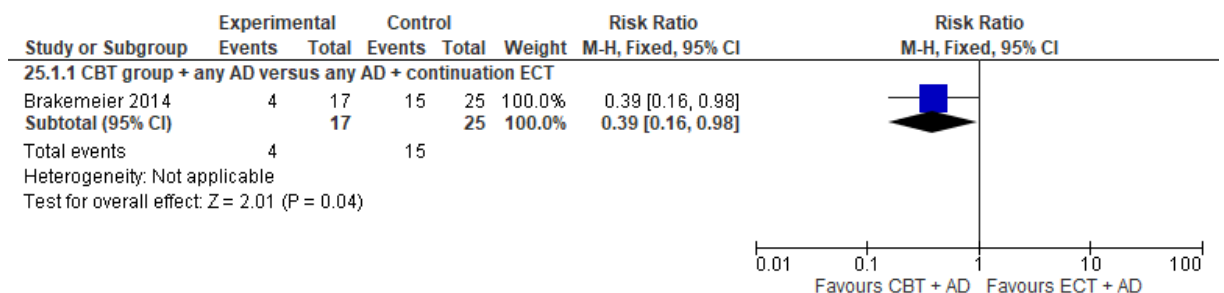 Experimental Control Risk Ratio Risk Ratio
Study or Subgroup Events Total Events Total Weight M-H, Fixed, 95% CI M-H, Fixed, 95% CI
25.1.1 CBT group + any AD versus any AD + continuation ECT
Brakemeier 2014 4 17 15 25 100.0% 0.39 [0.16, 0.98]
Subtotal (95% CI) 17 25 100.0% 0.39 [0.16, 0.98]
Total events 4 15
Heterogeneity: Not applicable
Test for overall effect: Z = 2.01 (P = 0.04)
0.01 0.1 1 10 100
Favours CBT + AD Favours ECT + AD